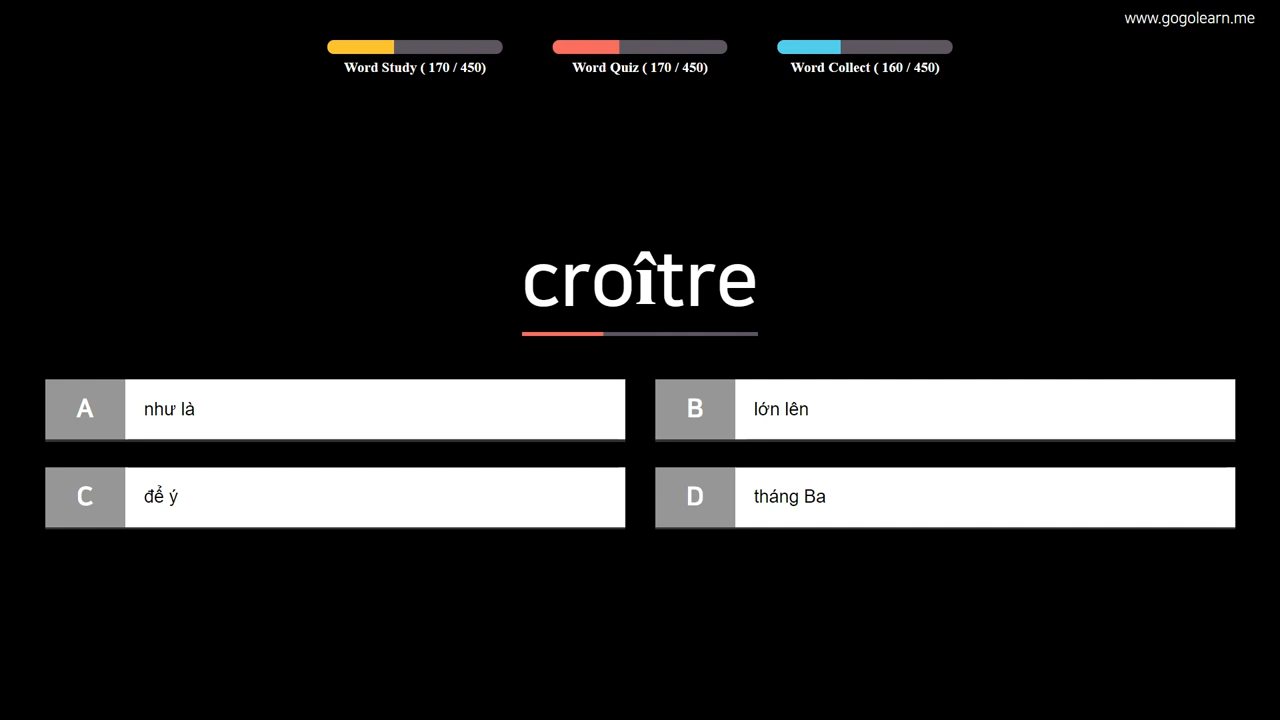 www.gogolearn.me
Word Study ( 170 / 450)
Word Quiz ( 170 / 450)
Word Collect ( 160 / 450)
croître
A
như là
B
lớn lên
C
để ý
D
tháng Ba